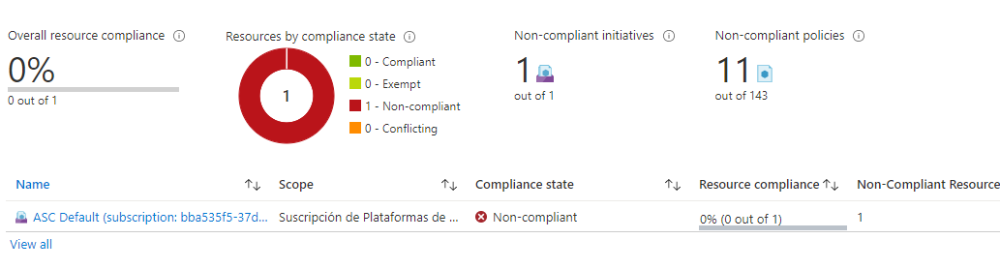 Overall resource compliance
0%
0 out of 1
Resources by compliance state
1
0 - Compliant
0 - Exempt
1 - Non-compliant
0 - Conflicting
Non-compliant initiatives
1
out of 1
Non-compliant policies
11
out of 143
Name Scope Compliance state Resource compliance Non-Compliant Resource
ASC Default (subscription: bba535f5-37d... Suscripción de Plataformas de ... Non-compliant 0% (0 out of 1) 1
View all